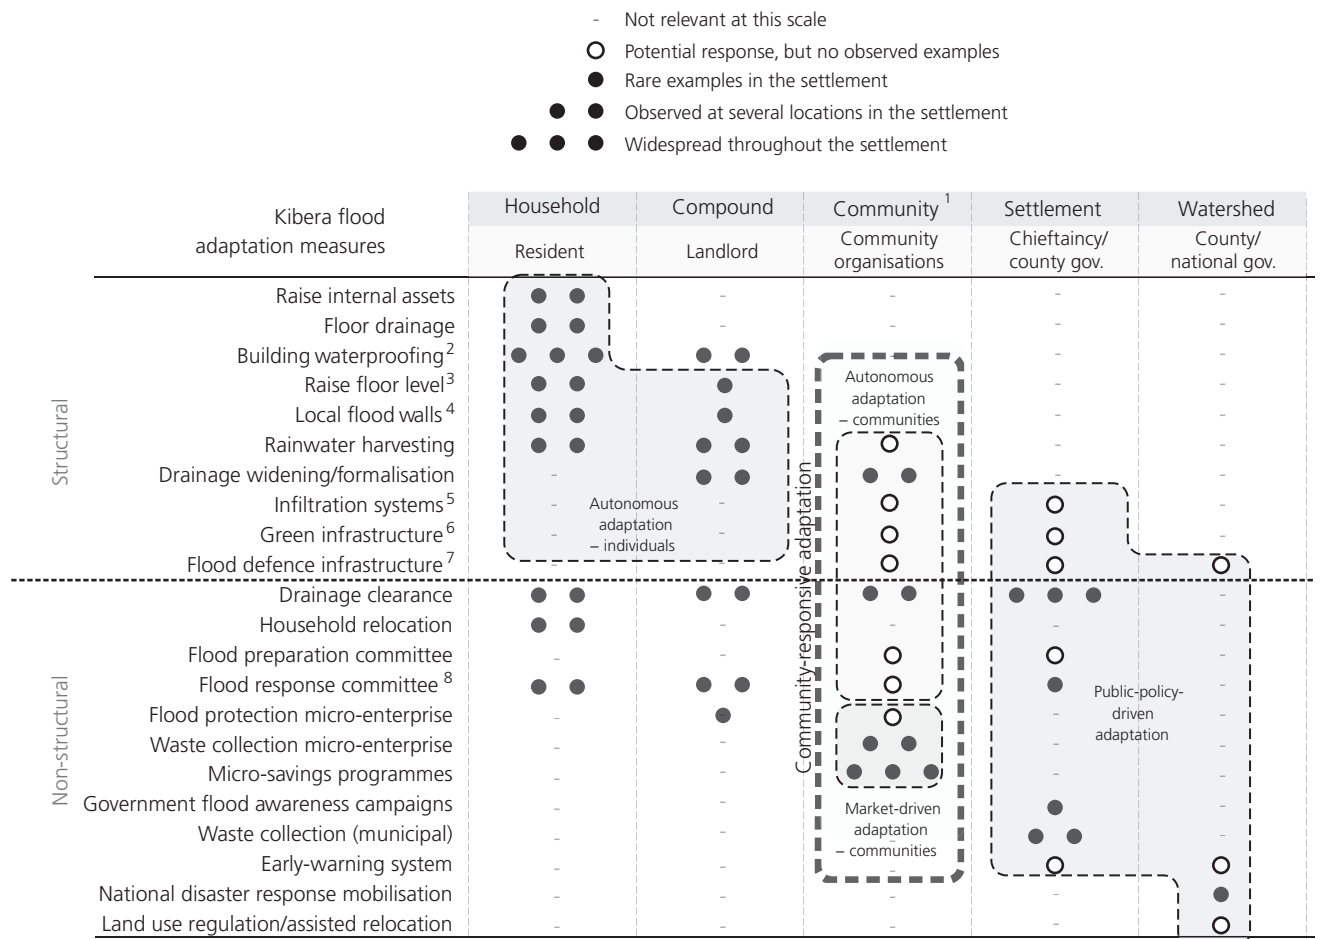 - Not relevant at this scale
Potential response, but no observed examples
Rare examples in the settlement
Observed at several locations in the settlement
Widespread throughout the settlement
Kibera flood
adaptation measures
Household
Compound
Community 1
Settlement
Watershed
Resident
Landlord
Community
organisations
Chieftaincy/
county gov.
County/
national gov.
Structural
Raise internal assets
Floor drainage
Building waterproofing 2
Raise floor level 3
Local flood walls 4
Rainwater harvesting
Drainage widening/formalisation
Infiltration systems 5
Green infrastructure 6
Flood defence infrastructure 7
Non-structural
Drainage clearance
Household relocation
Flood preparation committee
Flood response committee 8
Flood protection micro-enterprise
Waste collection micro-enterprise
Micro-savings programmes
Government flood awareness campaigns
Waste collection (municipal)
Early-warning system
National disaster response mobilisation
Land use regulation/assisted relocation
Autonomous
adaptation
– individuals
Community-responsive adaptation
Autonomous
adaptation
– communities
Market-driven
adaptation
– communities
Public-policy-
driven
adaptation